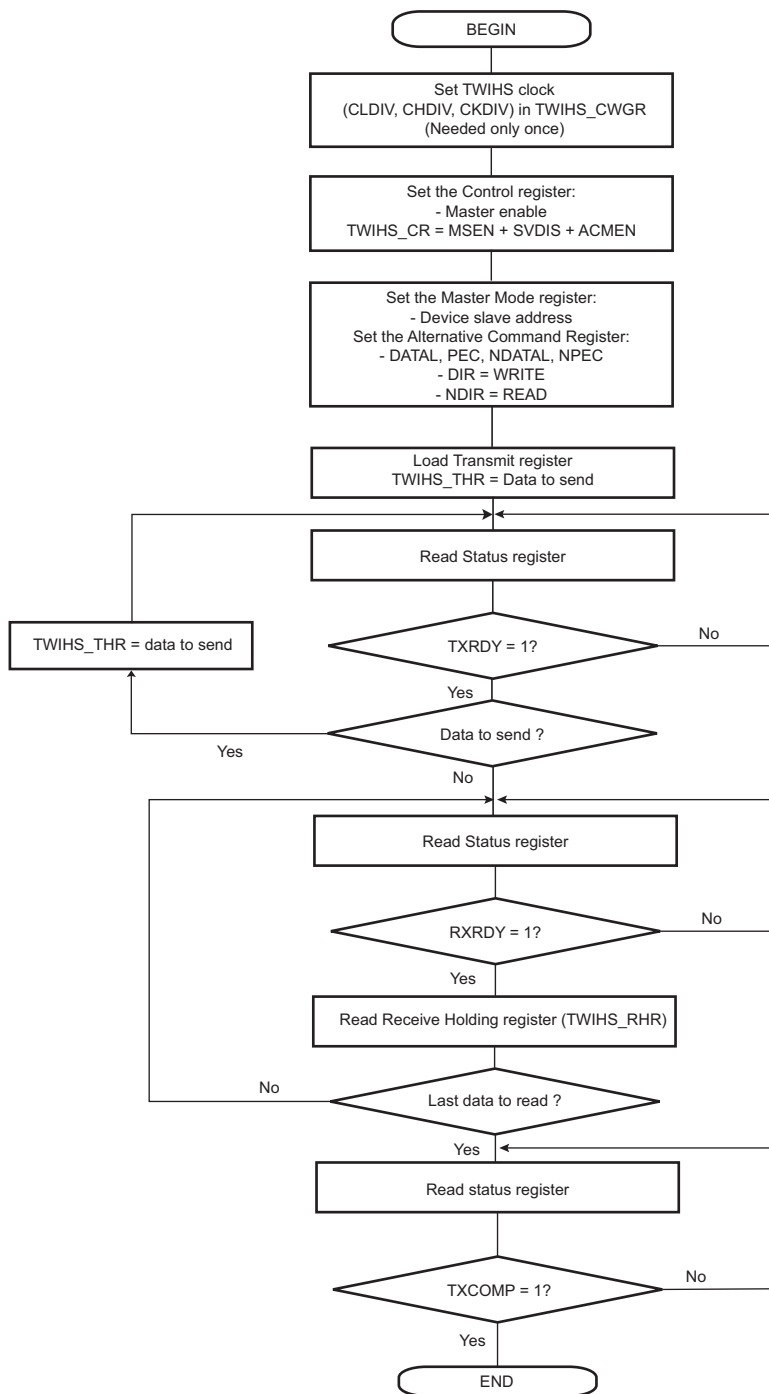 BEGIN
Set TWIHS clock
(CLDIV, CHDIV, CKDIV) in TWIHS_CWGR
(Needed only once)
Set the Control register:
- Master enable
TWIHS_CR = MSEN + SVDIS + ACMEN
Set the Master Mode register:
- Device slave address
Set the Alternative Command Register:
- DATAL, PEC, NDATAL, NPEC
- DIR = WRITE
- NDIR = READ
Load Transmit register
TWIHS_THR = Data to send
Read Status register
TWIHS_THR = data to send
TXRDY = 1?
No
Yes
Data to send ?
Yes
No
Read Status register
RXRDY = 1?
No
Yes
Read Receive Holding register (TWIHS_RHR)
No
Last data to read ?
Yes
Read status register
TXCOMP = 1?
No
Yes
END